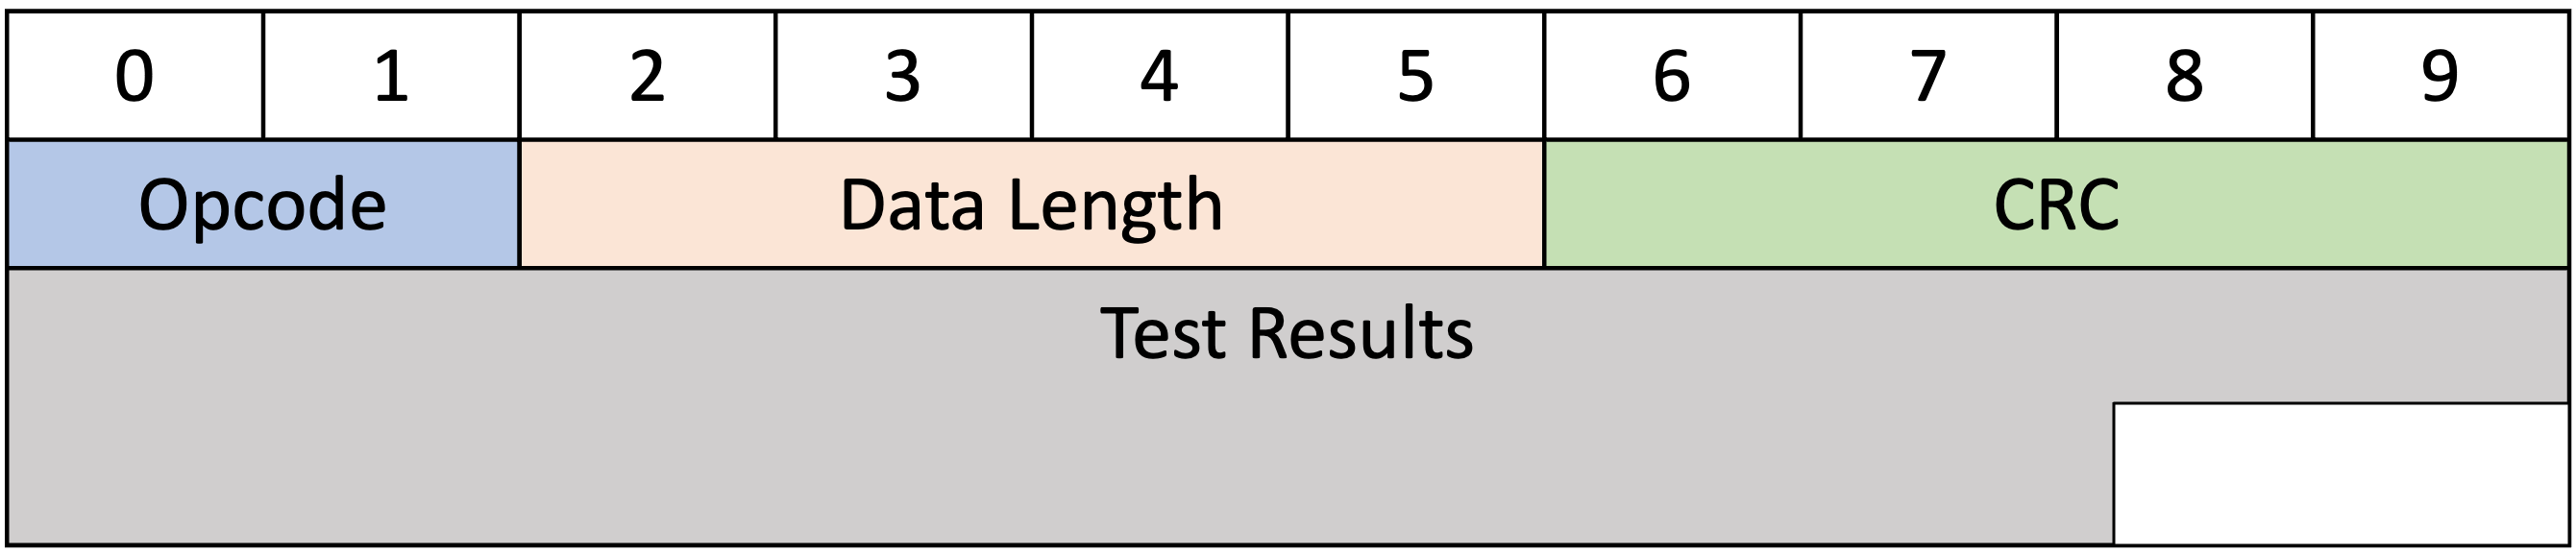 0 1 2 3 4 5 6 7 8 9
Opcode Data Length CRC
Test Results